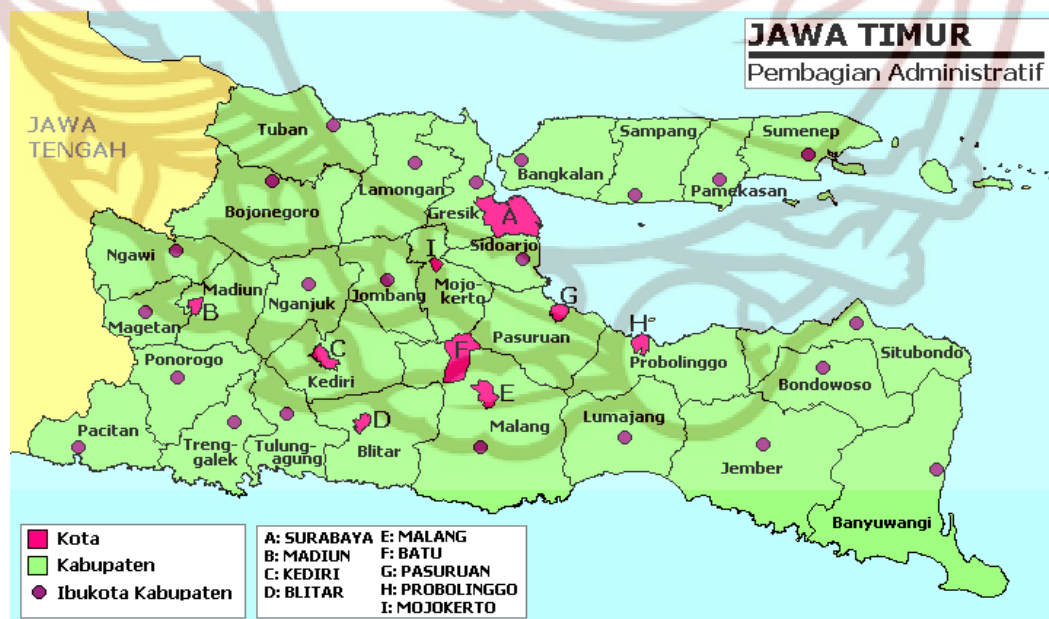 JAWA TIMUR
Pembagian Administratif
JAWA
TENGAH
Tuban
Sampang
Sumenep
Bangkalan
Lamongan
Pamekasan
Bojonegoro
Gresik
A
I
Sidoarjo
Ngawi
Madiun
Nganjuk
Jombang
Mojo-
kerto
G
B
Magetan
H
Pasuruan
Ponorogo
C
F
Probolinggo
Situbondo
Kediri
Bondowoso
E
D
Lumajang
Malang
Pacitan
Treng-
galek
Tulung-
agung
Blitar
Jember
Banyuwangi
Kota
Kabupaten
Ibukota Kabupaten
A: SURABAYA
B: MADIUN
C: KEDIRI
D: BLITAR
E: MALANG
F: BATU
G: PASURUAN
H: PROBOLINGGO
I: MOJOKERTO